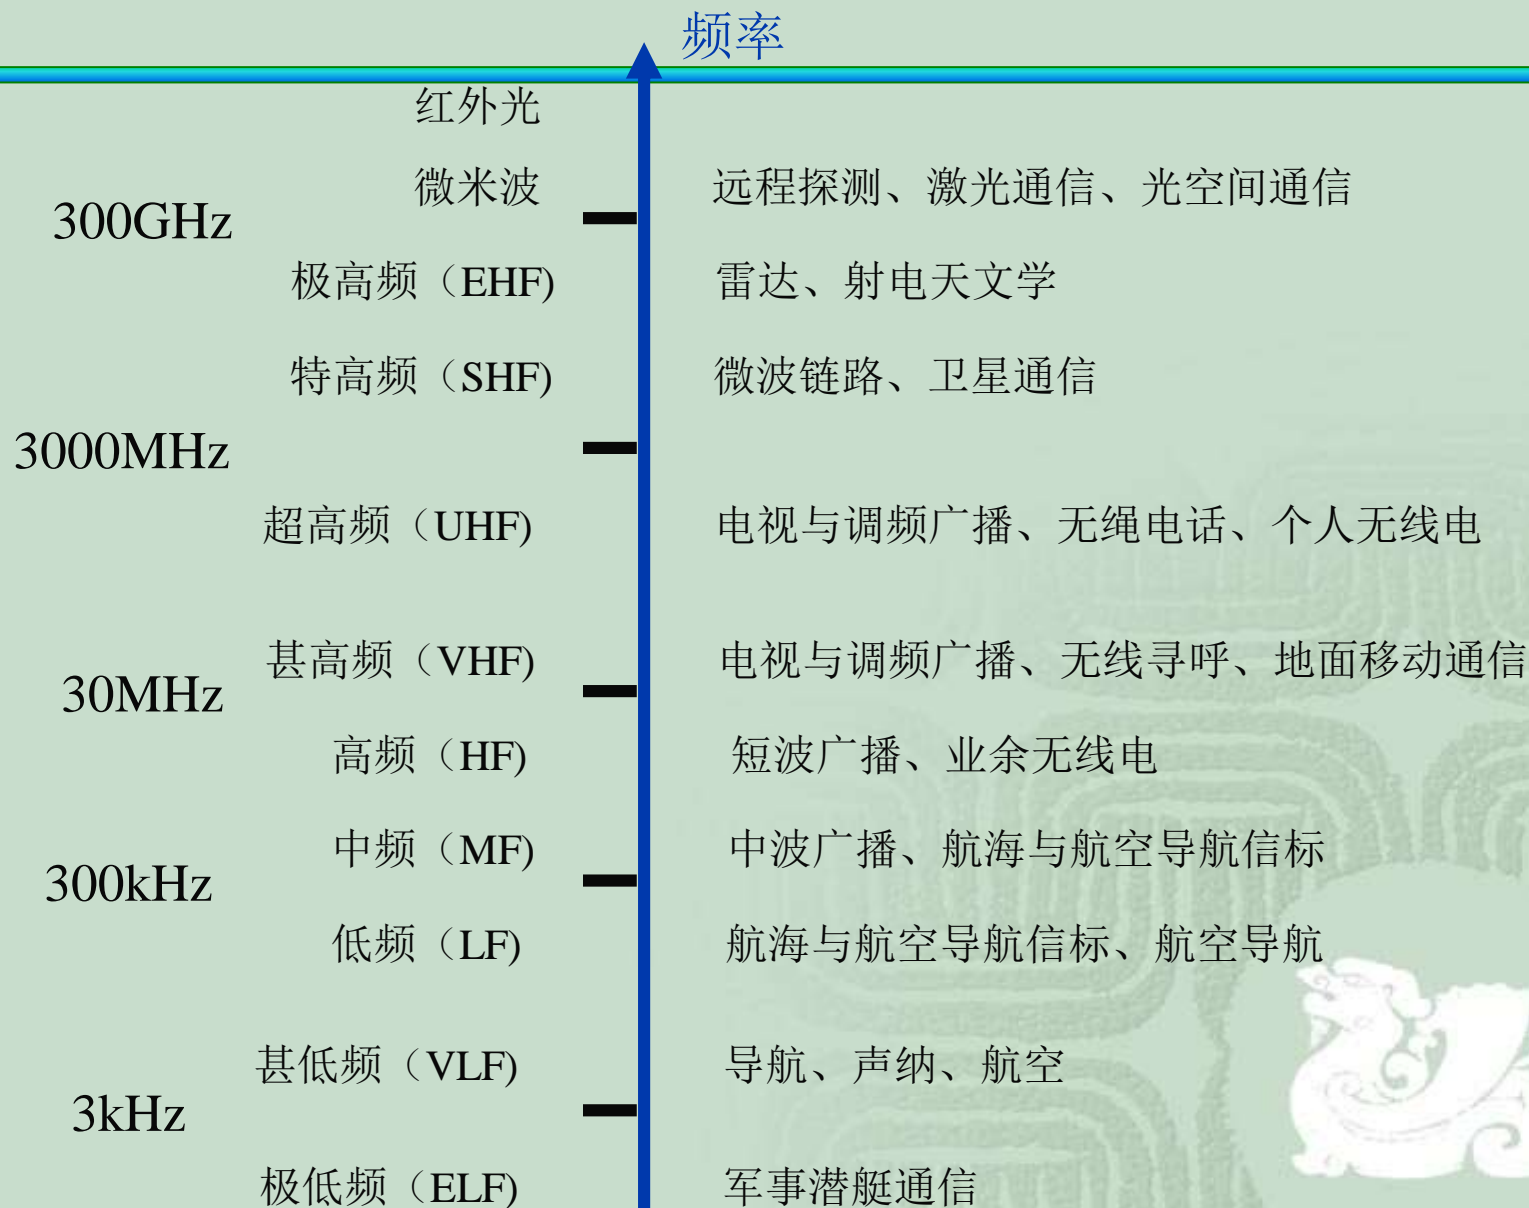 频率
红外光
微米波 远程探测、激光通信、光空间通信
300GHz
极高频（EHF) 雷达、射电天文学
特高频（SHF) 微波链路、卫星通信
3000MHz
超高频（UHF) 电视与调频广播、无绳电话、个人无线电
甚高频（VHF) 电视与调频广播、无线寻呼、地面移动通信
30MHz
高频（HF) 短波广播、业余无线电
中频（MF) 中波广播、航海与航空导航信标
300kHz
低频（LF) 航海与航空导航信标、航空导航
甚低频（VLF) 导航、声纳、航空
3kHz
极低频（ELF) 军事潜艇通信